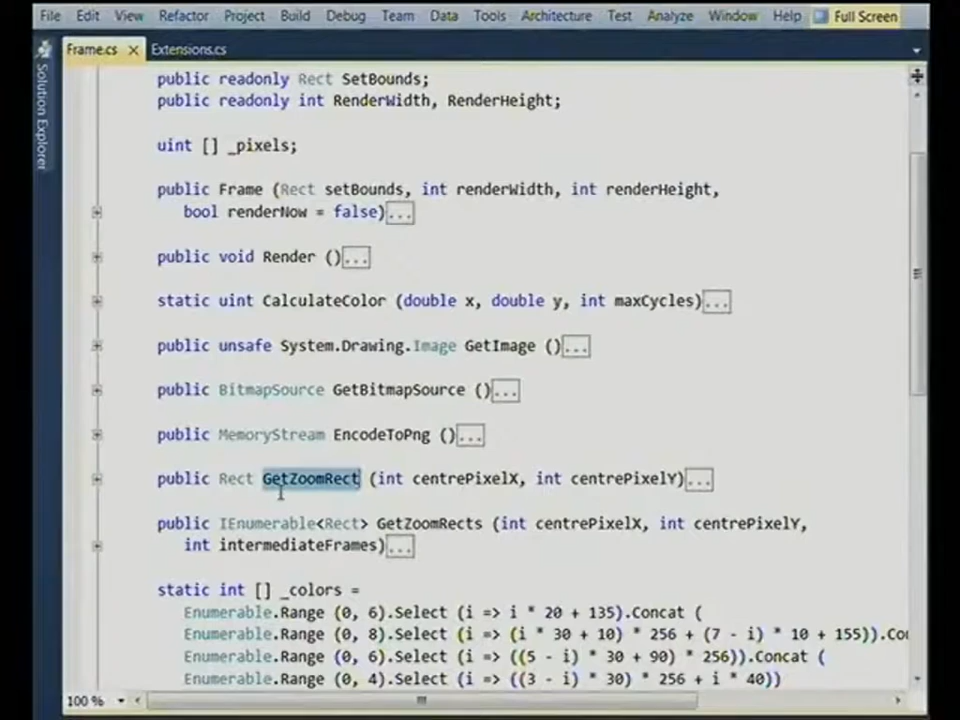 File Edit View Refactor Project Build Debug Team Data Tools Architecture Test Analyze Window Help Full Screen
Frame.cs × Extensions.cs
Solution Explorer
public readonly Rect SetBounds;
public readonly int RenderWidth, RenderHeight;
uint [] _pixels;
public Frame (Rect setBounds, int renderWidth, int renderHeight,
bool renderNow = false)...
public void Render ()...
static uint CalculateColor (double x, double y, int maxCycles)...
public unsafe System.Drawing.Image GetImage ()...
public BitmapSource GetBitmapSource ()...
public MemoryStream EncodeToPng ()...
public Rect GetZoomRect (int centrePixelX, int centrePixelY)...
public IEnumerable<Rect> GetZoomRects (int centrePixelX, int centrePixelY,
int intermediateFrames)...
static int [] _colors =
Enumerable.Range (0, 6).Select (i => i * 20 + 135).Concat (
Enumerable.Range (0, 8).Select (i => (i * 30 + 10) * 256 + (7 - i) * 10 + 155)).Co
Enumerable.Range (0, 6).Select (i => ((5 - i) * 30 + 90) * 256)).Concat (
Enumerable.Range (0, 4).Select (i => ((3 - i) * 30) * 256 + i * 40))
100 %